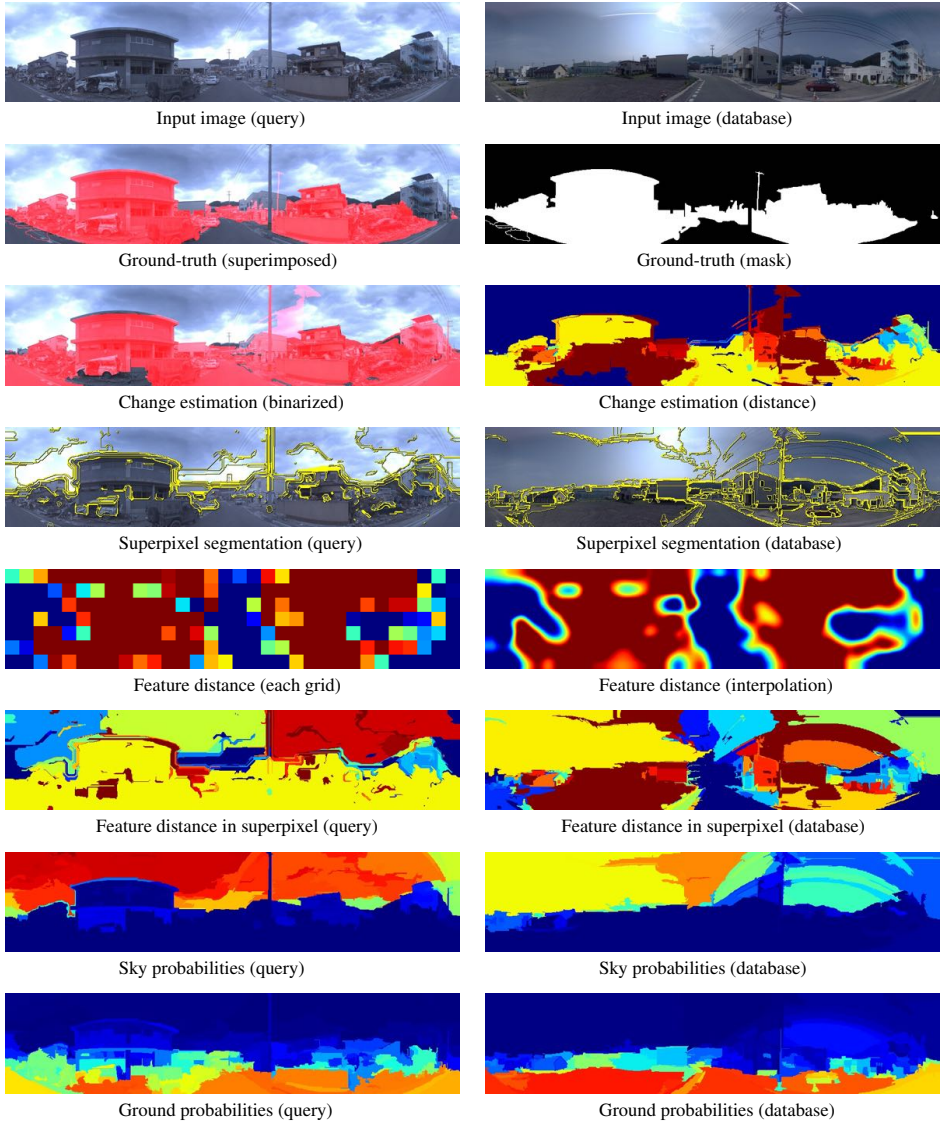 Input image (query)
Input image (database)
Ground-truth (superimposed)
Ground-truth (mask)
Change estimation (binarized)
Change estimation (distance)
Superpixel segmentation (query)
Superpixel segmentation (database)
Feature distance (each grid)
Feature distance (interpolation)
Feature distance in superpixel (query)
Feature distance in superpixel (database)
Sky probabilities (query)
Sky probabilities (database)
Ground probabilities (query)
Ground probabilities (database)